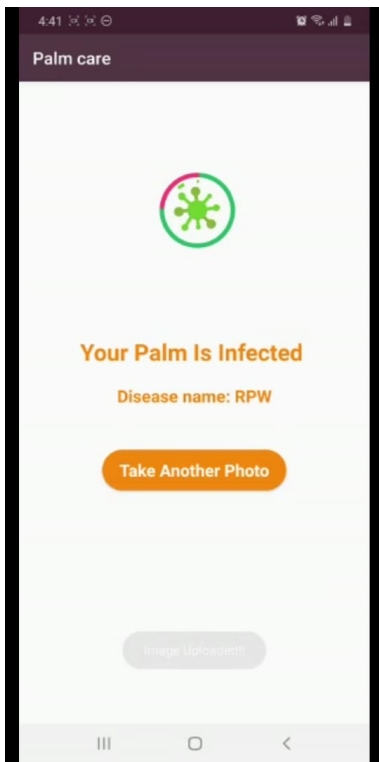 4:41
Palm care
Your Palm Is Infected
Disease name: RPW
Take Another Photo
Image Uploaded!!!